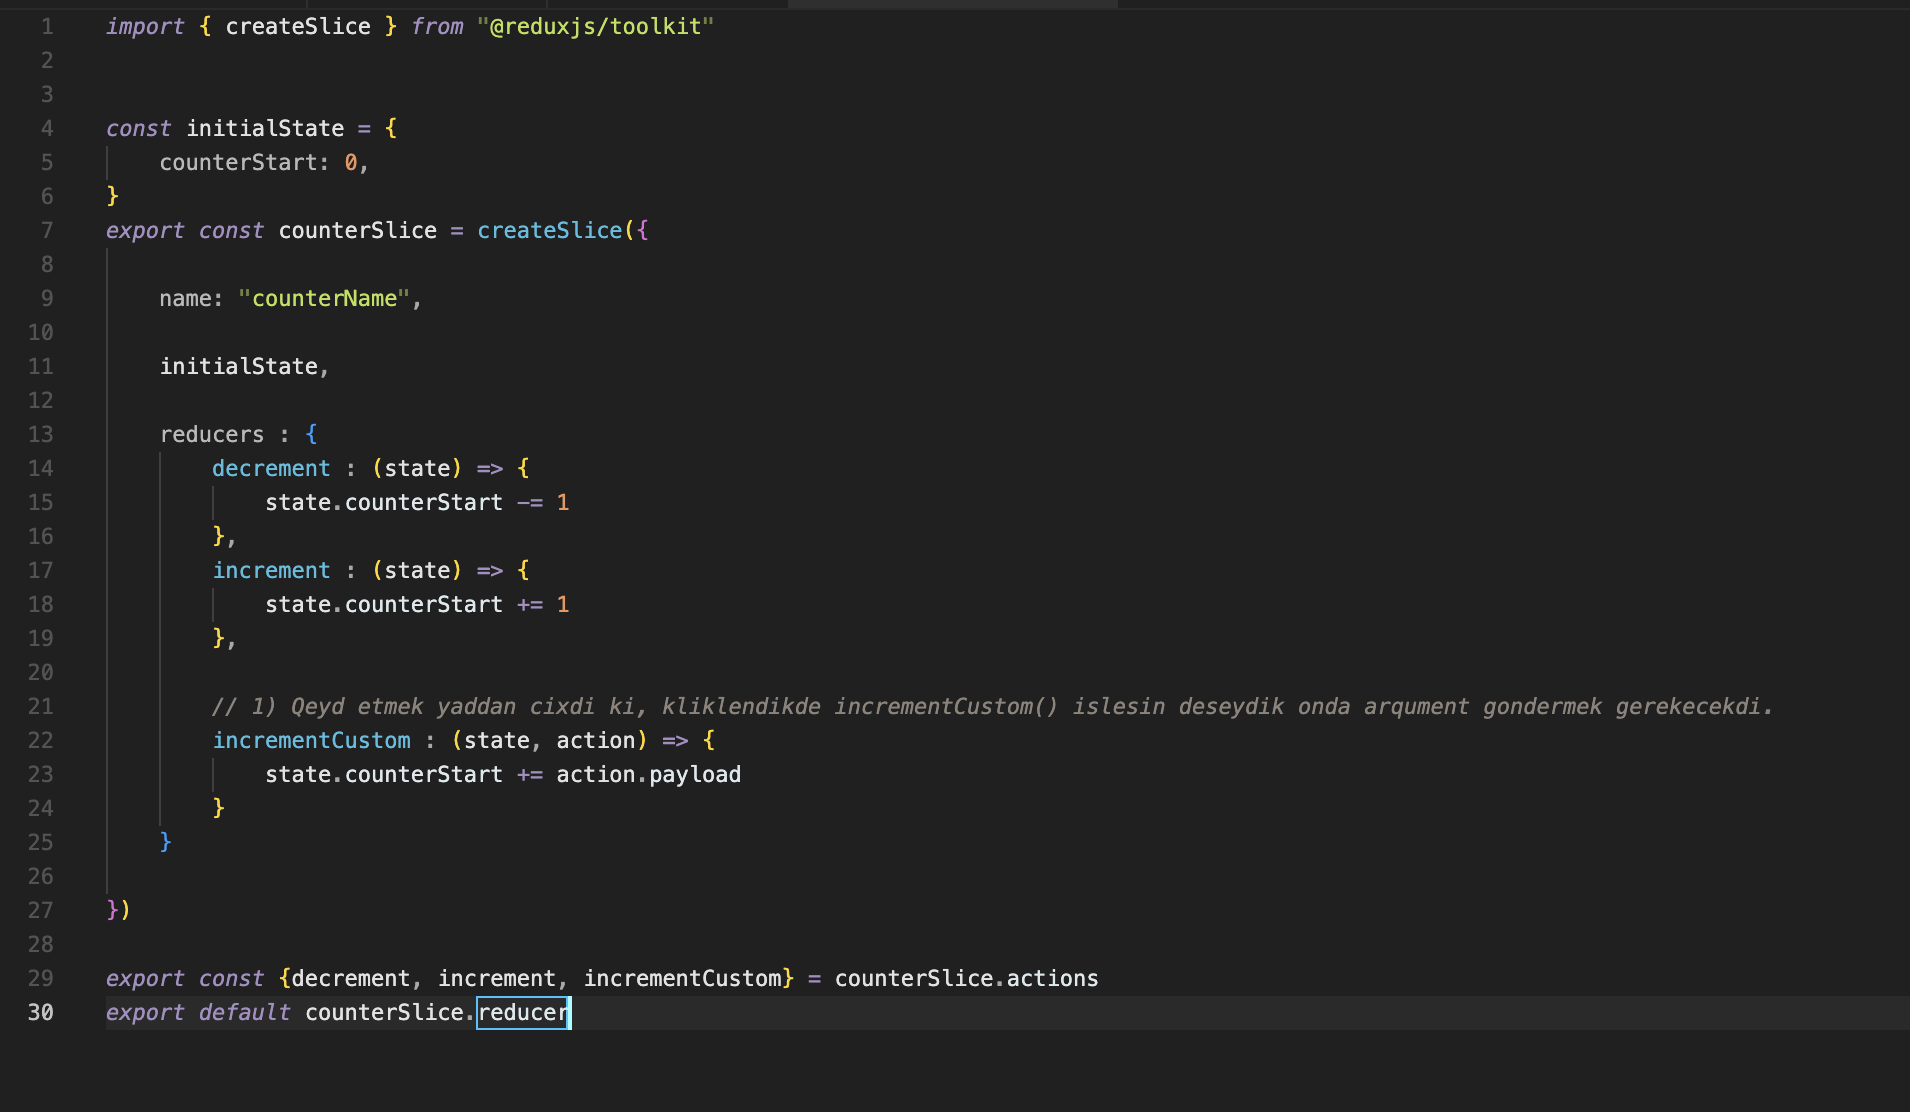 1 import { createSlice } from "@reduxjs/toolkit"
2
3
4 const initialState = {
5     counterStart: 0,
6 }
7 export const counterSlice = createSlice({
8
9     name: "counterName",
10
11     initialState,
12
13     reducers : {
14         decrement : (state) => {
15             state.counterStart -= 1
16         },
17         increment : (state) => {
18             state.counterStart += 1
19         },
20
21         // 1) Qeyd etmek yaddan cixdi ki, kliklendikde incrementCustom() islesin deseydik onda arqument gondermek gerekecekdi.
22         incrementCustom : (state, action) => {
23             state.counterStart += action.payload
24         }
25     }
26
27 })
28
29 export const {decrement, increment, incrementCustom} = counterSlice.actions
30 export default counterSlice.reducer